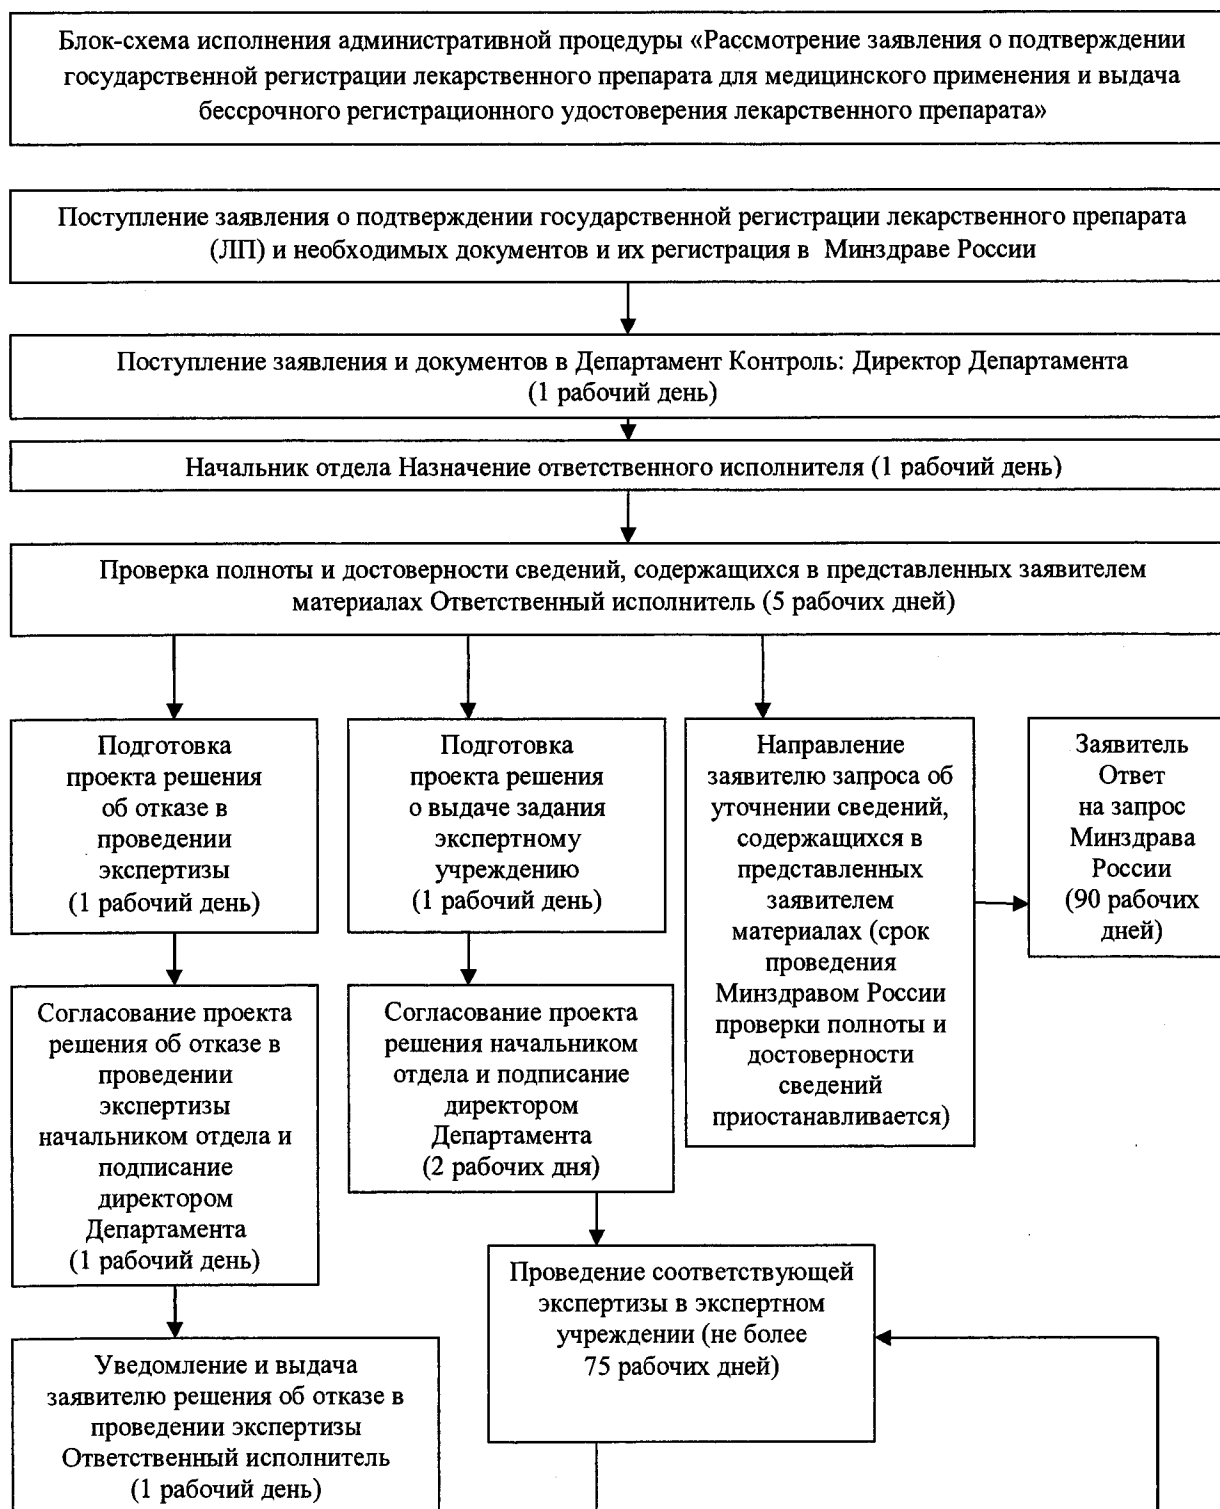 Блок-схема исполнения административной процедуры «Рассмотрение заявления о подтверждении
государственной регистрации лекарственного препарата для медицинского применения и выдача
бессрочного регистрационного удостоверения лекарственного препарата»
Поступление заявления о подтверждении государственной регистрации лекарственного препарата
(ЛП) и необходимых документов и их регистрация в Минздраве России
Поступление заявления и документов в Департамент Контроль: Директор Департамента
(1 рабочий день)
Начальник отдела Назначение ответственного исполнителя (1 рабочий день)
Проверка полноты и достоверности сведений, содержащихся в представленных заявителем
материалах Ответственный исполнитель (5 рабочих дней)
Подготовка
проекта решения
об отказе в
проведении
экспертизы
(1 рабочий день)
Подготовка
проекта решения
о выдаче задания
экспертному
учреждению
(1 рабочий день)
Направление
заявителю запроса об
уточнении сведений,
содержащихся в
представленных
заявителем
материалах (срок
проведения
Минздравом России
проверки полноты и
достоверности
сведений
приостанавливается)
Заявитель
Ответ
на запрос
Минздрава
России
(90 рабочих
дней)
Согласование проекта
решения об отказе в
проведении
экспертизы
начальником отдела и
подписание
директором
Департамента
(1 рабочий день)
Согласование проекта
решения начальником
отдела и подписание
директором
Департамента
(2 рабочих дня)
Проведение соответствующей
экспертизы в экспертном
учреждении (не более
75 рабочих дней)
Уведомление и выдача
заявителю решения об отказе в
проведении экспертизы
Ответственный исполнитель
(1 рабочий день)